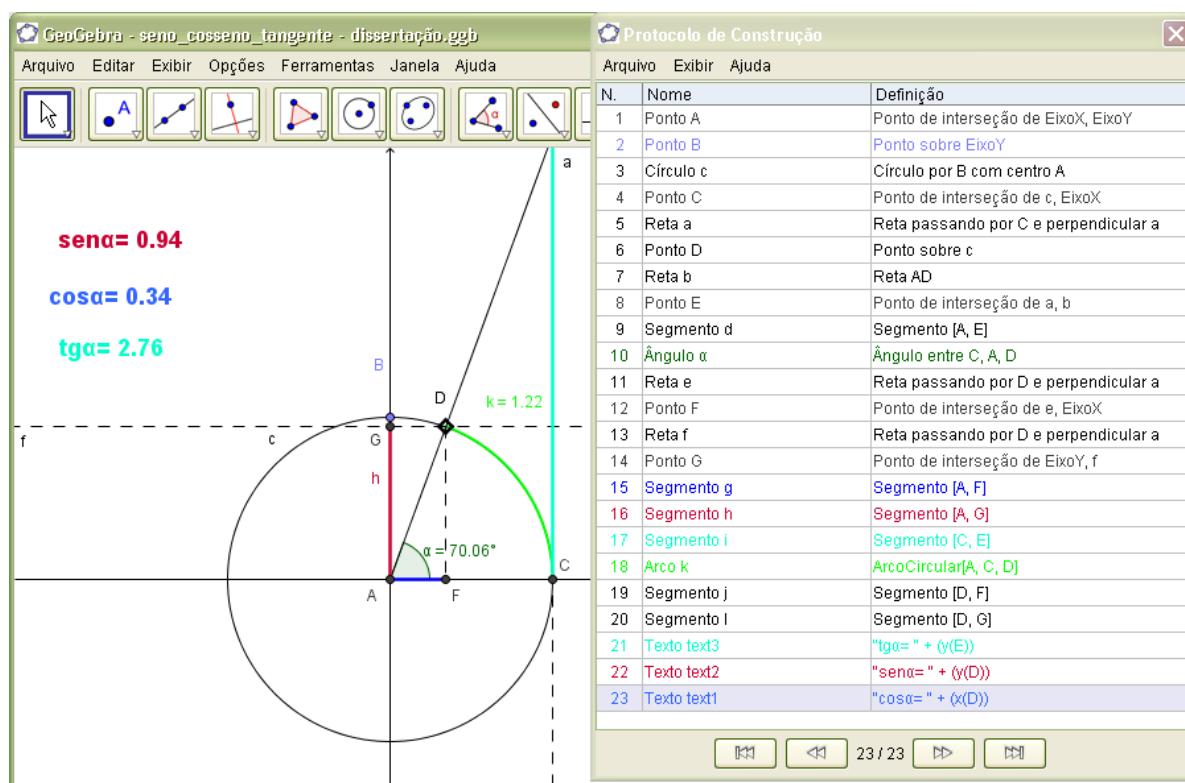 GeoGebra - seno_cosseno_tangente - dissertação.ggb
Arquivo Editar Exibir Opções Ferramentas Janela Ajuda
A
α
a
senα= 0.94
cosα= 0.34
tgα= 2.76
B
D
k = 1.22
f
c
G
h
α = 70.06°
C
A
F
Protocolo de Construção
Arquivo Exibir Ajuda
N. Nome Definição
1 Ponto A Ponto de interseção de EixoX, EixoY
2 Ponto B Ponto sobre EixoY
3 Círculo c Círculo por B com centro A
4 Ponto C Ponto de interseção de c, EixoX
5 Reta a Reta passando por C e perpendicular a
6 Ponto D Ponto sobre c
7 Reta b Reta AD
8 Ponto E Ponto de interseção de a, b
9 Segmento d Segmento [A, E]
10 Ângulo α Ângulo entre C, A, D
11 Reta e Reta passando por D e perpendicular a
12 Ponto F Ponto de interseção de e, EixoX
13 Reta f Reta passando por D e perpendicular a
14 Ponto G Ponto de interseção de EixoY, f
15 Segmento g Segmento [A, F]
16 Segmento h Segmento [A, G]
17 Segmento i Segmento [C, E]
18 Arco k ArcoCircular[A, C, D]
19 Segmento j Segmento [D, F]
20 Segmento l Segmento [D, G]
21 Texto text3 "tgα= " + (y(E))
22 Texto text2 "senα= " + (y(D))
23 Texto text1 "cosα= " + (x(D))
23 / 23